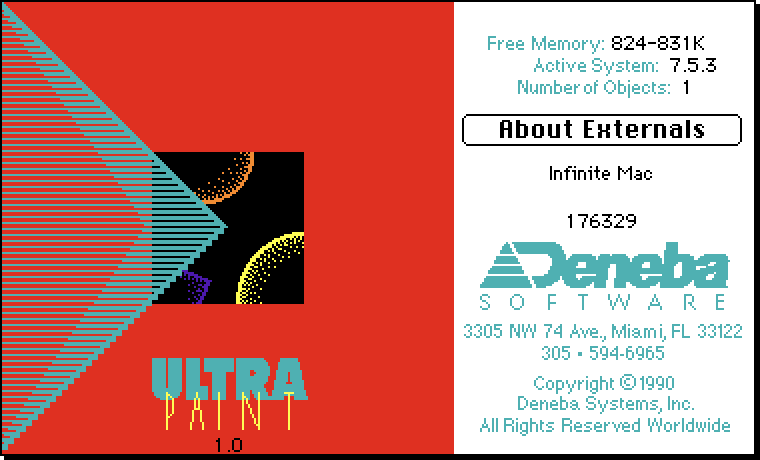 Free Memory: 824-831K
Active System: 7.5.3
Number of Objects: 1
About Externals
Infinite Mac
176329
Deneba
SOFTWARE
3305 NW 74 Ave., Miami, FL 33122
305 • 594-6965
Copyright ©1990
Deneba Systems, Inc.
All Rights Reserved Worldwide
ULTRA
PAINT
1.0